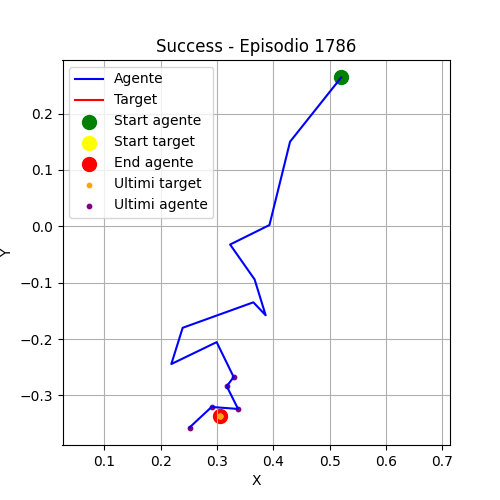 Success - Episodio 1786
Agente
Target
Start agente
Start target
End agente
Ultimi target
Ultimi agente
0.2
0.1
0.0
−0.1
−0.2
−0.3
Y
0.1
0.2
0.3
0.4
0.5
0.6
0.7
X